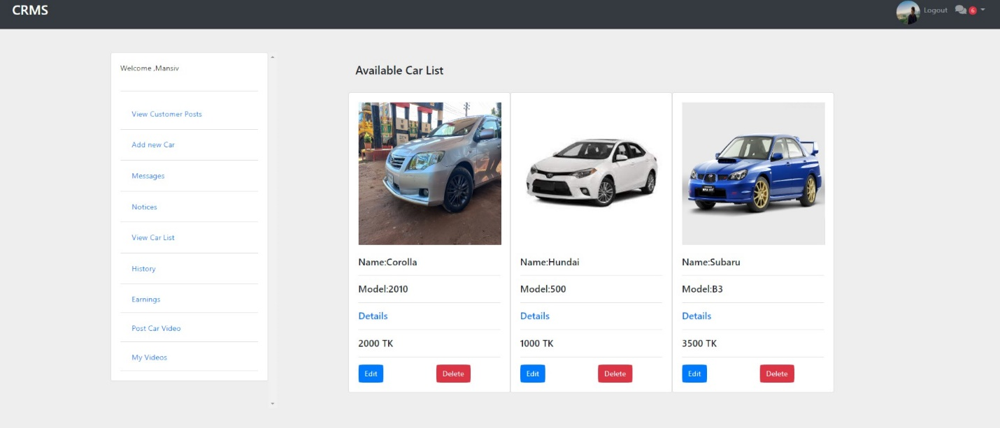 CRMS
Logout
6
Welcome ,Mansiv
View Customer Posts
Add new Car
Messages
Notices
View Car List
History
Earnings
Post Car Video
My Videos
Available Car List
Name:Corolla
Model:2010
Details
2000 TK
Edit
Delete
Name:Hundai
Model:500
Details
1000 TK
Edit
Delete
Name:Subaru
Model:B3
Details
3500 TK
Edit
Delete